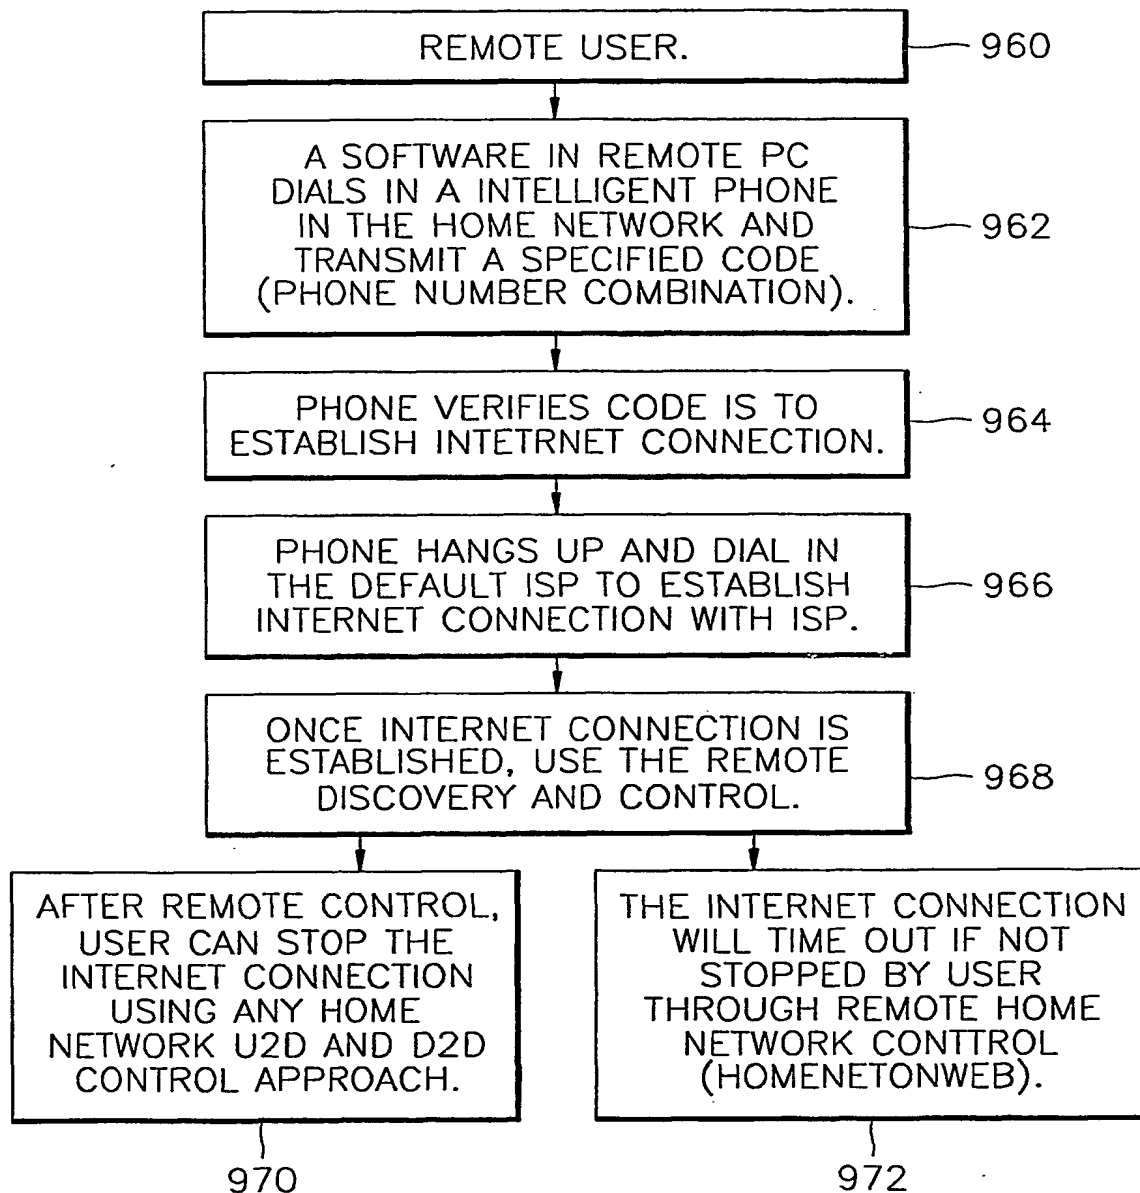 REMOTE USER.
960
A SOFTWARE IN REMOTE PC
DIALS IN A INTELLIGENT PHONE
IN THE HOME NETWORK AND
TRANSMIT A SPECIFIED CODE
(PHONE NUMBER COMBINATION).
962
PHONE VERIFIES CODE IS TO
ESTABLISH INTETRNET CONNECTION.
964
PHONE HANGS UP AND DIAL IN
THE DEFAULT ISP TO ESTABLISH
INTERNET CONNECTION WITH ISP.
966
ONCE INTERNET CONNECTION IS
ESTABLISHED, USE THE REMOTE
DISCOVERY AND CONTROL.
968
AFTER REMOTE CONTROL,
USER CAN STOP THE
INTERNET CONNECTION
USING ANY HOME
NETWORK U2D AND D2D
CONTROL APPROACH.
970
THE INTERNET CONNECTION
WILL TIME OUT IF NOT
STOPPED BY USER
THROUGH REMOTE HOME
NETWORK CONTTROL
(HOMENETONWEB).
972